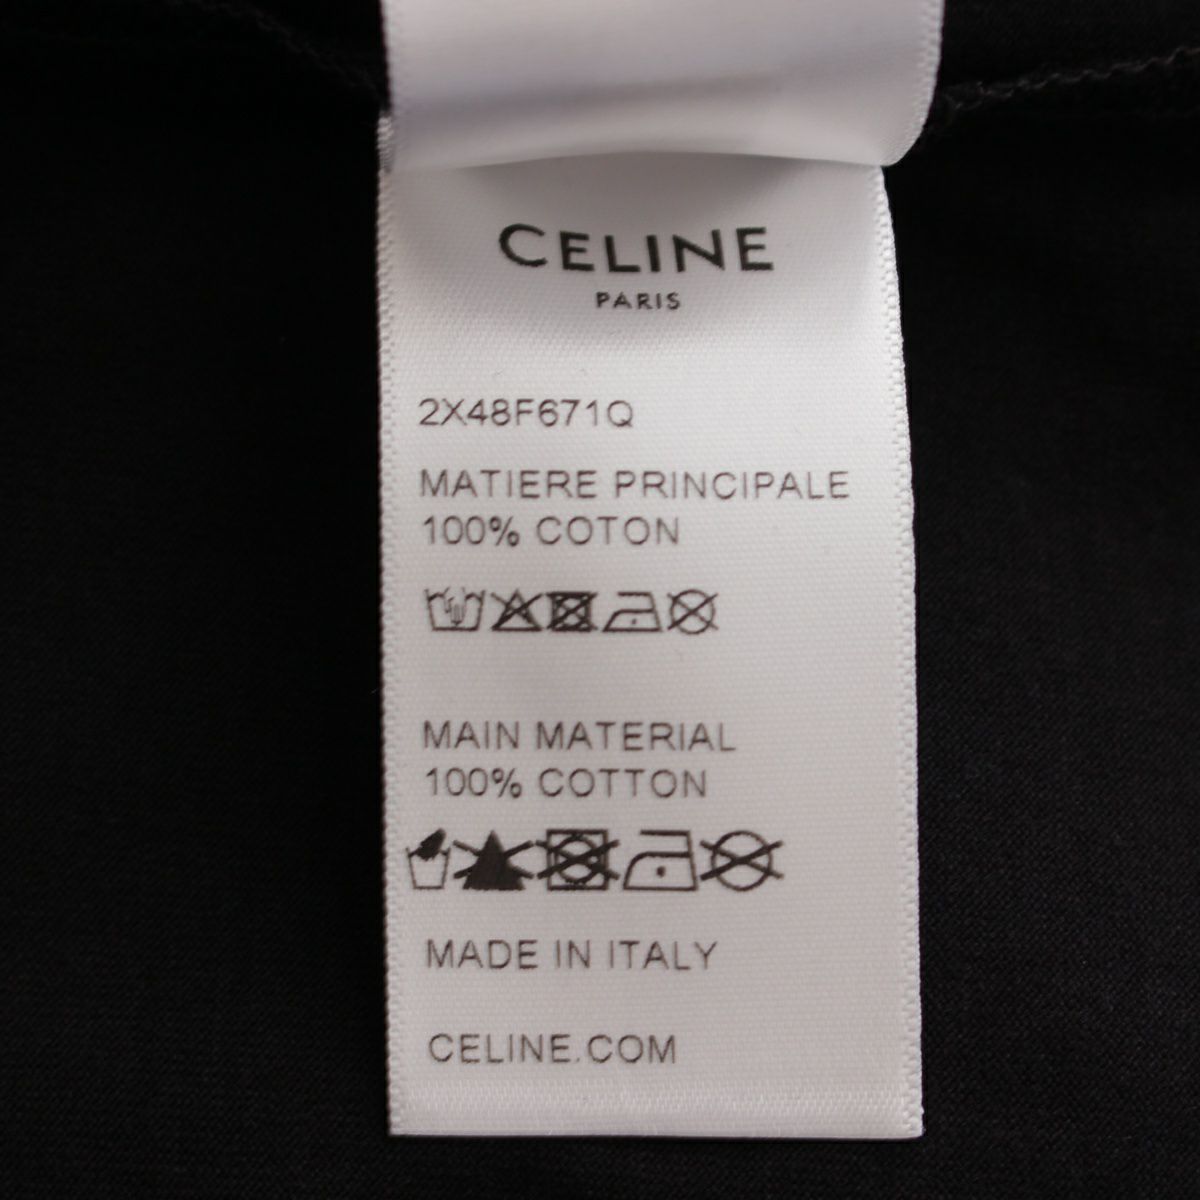 CELINE
PARIS
2X48F671Q
MATIERE PRINCIPALE
100% COTON
MAIN MATERIAL
100% COTTON
MADE IN ITALY
CELINE.COM